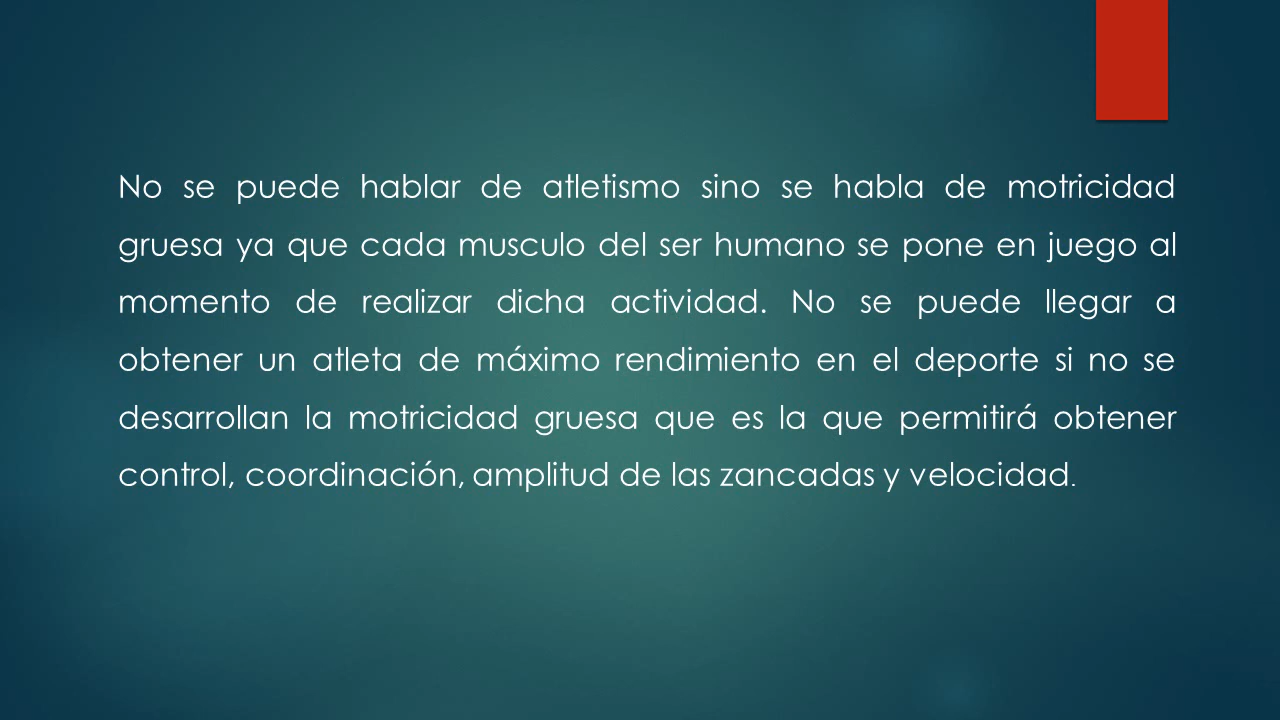 No se puede hablar de atletismo sino se habla de motricidad
gruesa ya que cada musculo del ser humano se pone en juego al
momento de realizar dicha actividad. No se puede llegar a
obtener un atleta de máximo rendimiento en el deporte si no se
desarrollan la motricidad gruesa que es la que permitirá obtener
control, coordinación, amplitud de las zancadas y velocidad.